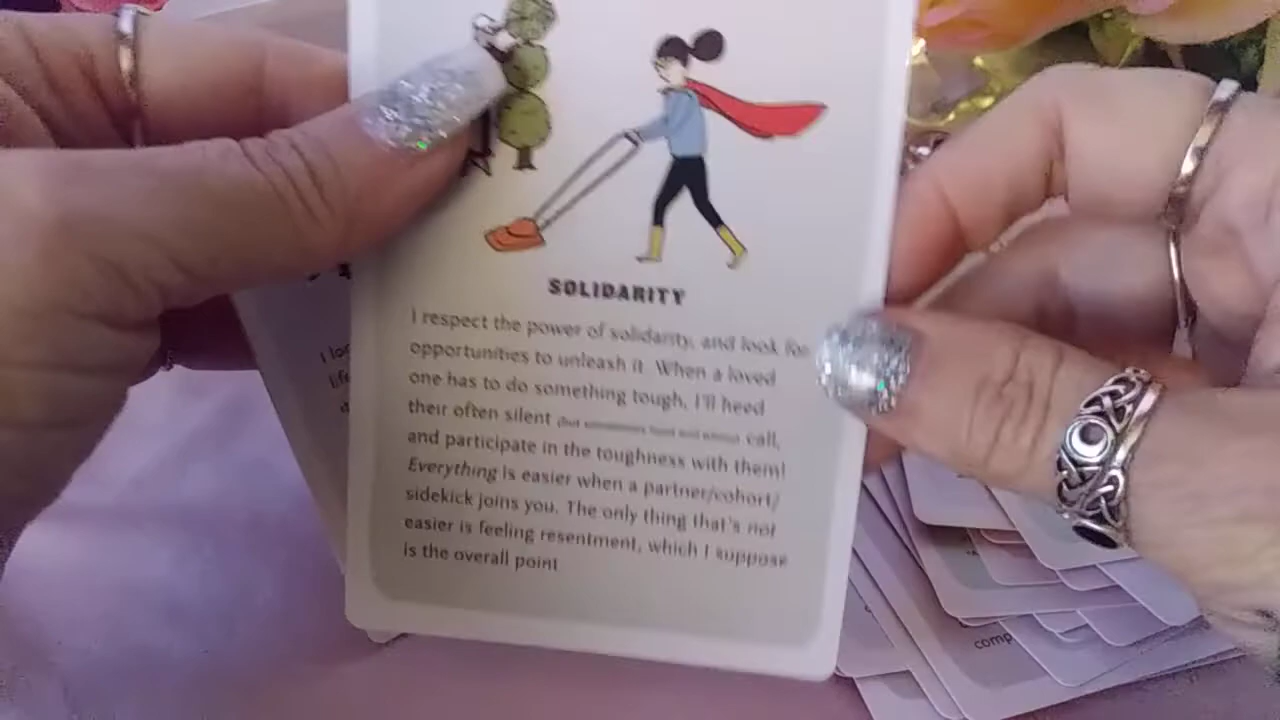 SOLIDARITY
I respect the power of solidarity, and look for
opportunities to unleash it. When a loved
one has to do something tough, I'll heed
their often silent call,
and participate in the toughness with them!
Everything is easier when a partner/cohort/
sidekick joins you. The only thing that's not
easier is feeling resentment, which I suppose
is the overall point
I
comp